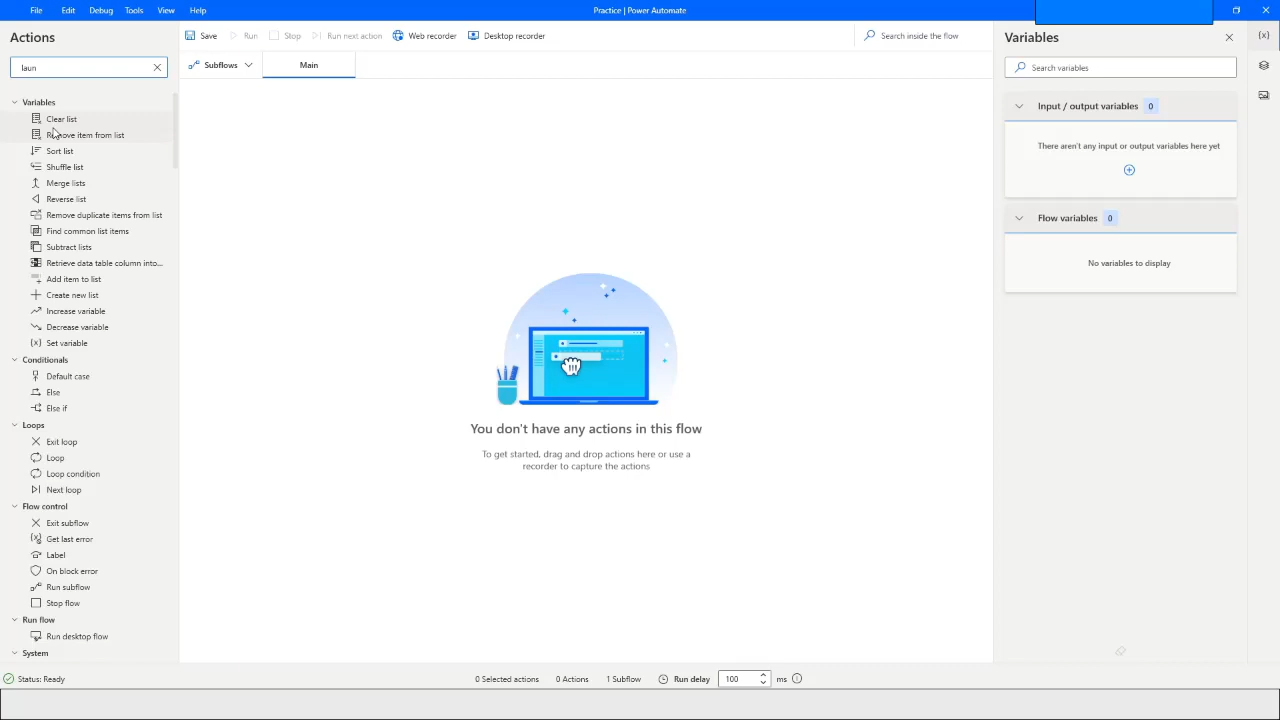 File Edit Debug Tools View Help
Practice | Power Automate
Actions
laun
Variables
Clear list
Remove item from list
Sort list
Shuffle list
Merge lists
Reverse list
Remove duplicate items from list
Find common list items
Subtract lists
Retrieve data table column into...
Add item to list
Create new list
Increase variable
Decrease variable
{x} Set variable
Conditionals
Default case
Else
Else if
Loops
Exit loop
Loop
Loop condition
Next loop
Flow control
Exit subflow
Get last error
Label
On block error
Run subflow
Stop flow
Run flow
Run desktop flow
System
Save Run Stop Run next action Web recorder Desktop recorder
Search inside the flow
Subflows Main
You don't have any actions in this flow
To get started, drag and drop actions here or use a
recorder to capture the actions
Variables
Search variables
Input / output variables 0
There aren't any input or output variables here yet
Flow variables 0
No variables to display
{x}
Status: Ready
0 Selected actions 0 Actions 1 Subflow Run delay 100 ms